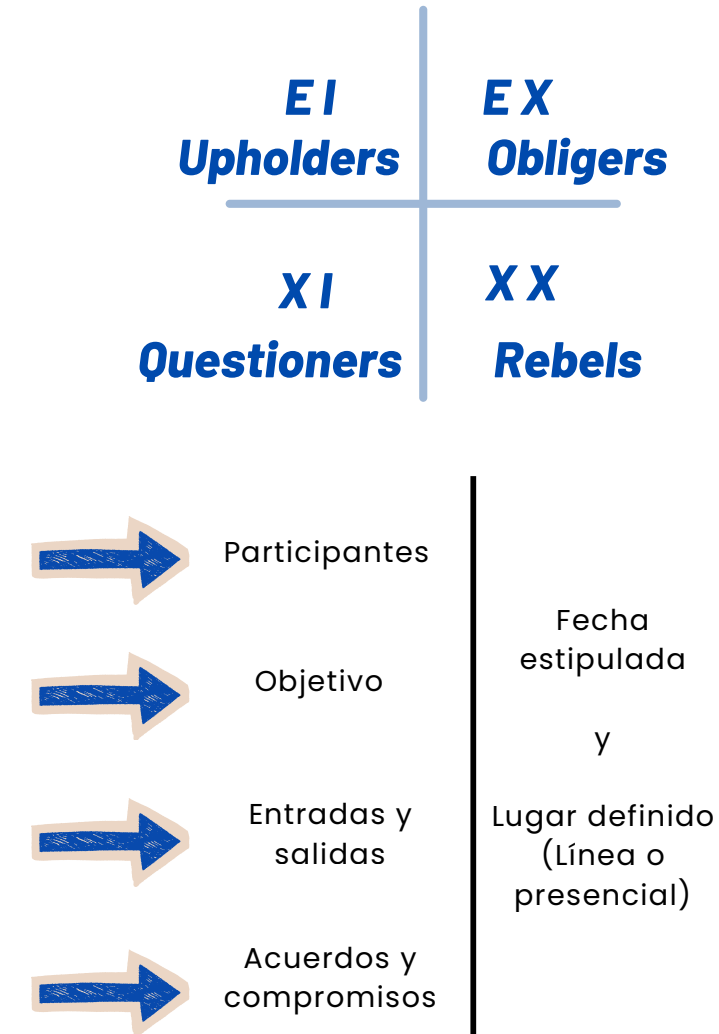 E I
Upholders
E X
Obligers
X I
Questioners
X X
Rebels
Participantes
Objetivo
Entradas y
salidas
Acuerdos y
compromisos
Fecha
estipulada
y
Lugar definido
(Línea o
presencial)